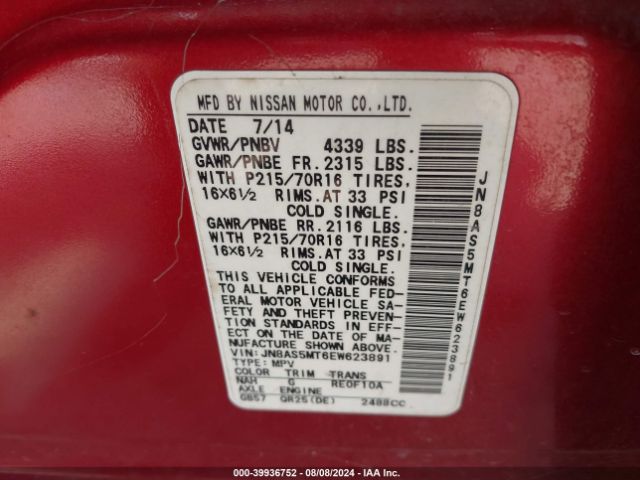 MFD BY NISSAN MOTOR CO.,LTD.
DATE 7/14
GVWR/PNBV 4339 LBS.
GAWR/PNBE FR. 2315 LBS.
WITH P215/70R16 TIRES,
16X6½ RIMS. AT 33 PSI
COLD SINGLE.
GAWR/PNBE RR. 2116 LBS.
WITH P215/70R16 TIRES,
16X6½ RIMS. AT 33 PSI
COLD SINGLE.
THIS VEHICLE CONFORMS
TO ALL APPLICABLE FED-
ERAL MOTOR VEHICLE SA-
FETY AND THEFT PREVEN-
TION STANDARDS IN EFF-
ECT ON THE DATE OF MA-
NUFACTURE SHOWN ABOVE.
VIN: JN8AS5MT6EW623891
TYPE: MPV
COLOR TRIM TRANS
NAH G RE0F10A
AXLE ENGINE
GB57 QR25(DE) 2488CC
JN8AS5MT6EW623891
000-39936752 - 08/08/2024 - IAA Inc.